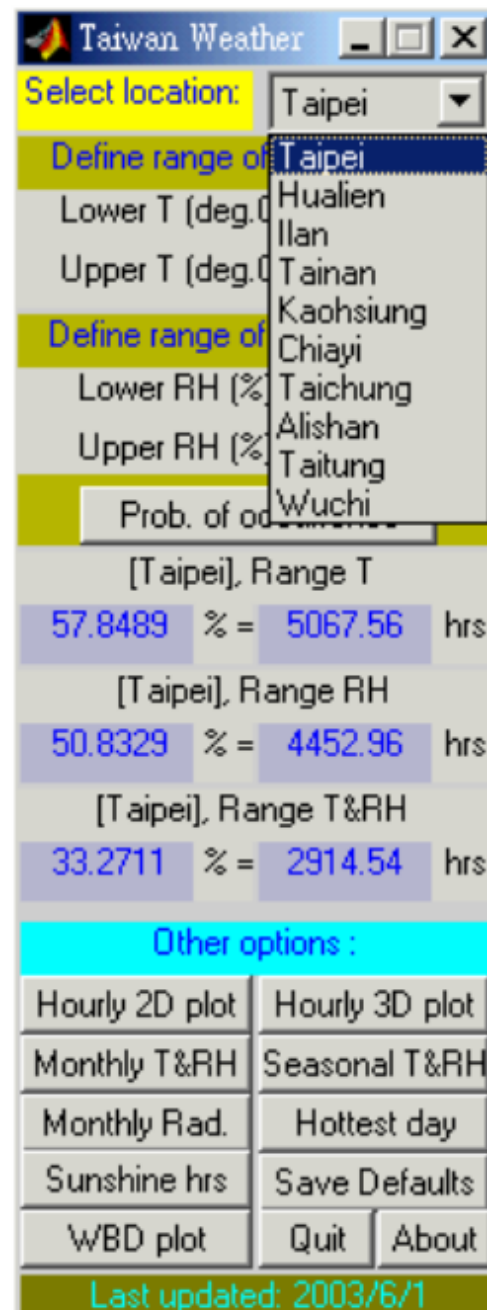 Taiwan Weather
Select location: Taipei
Define range of
Taipei
Hualien
Lower T (deg.
Ilan
Upper T (deg.
Tainan
Kaohsiung
Define range of
Chiayi
Lower RH (%
Taichung
Alishan
Upper RH (%
Taitung
Wuchi
Prob. of
[Taipei], Range T
57.8489 % = 5067.56 hrs
[Taipei], Range RH
50.8329 % = 4452.96 hrs
[Taipei], Range T&RH
33.2711 % = 2914.54 hrs
Other options :
Hourly 2D plot Hourly 3D plot
Monthly T&RH Seasonal T&RH
Monthly Rad. Hottest day
Sunshine hrs Save Defaults
WBD plot Quit About
Last updated: 2003/6/1